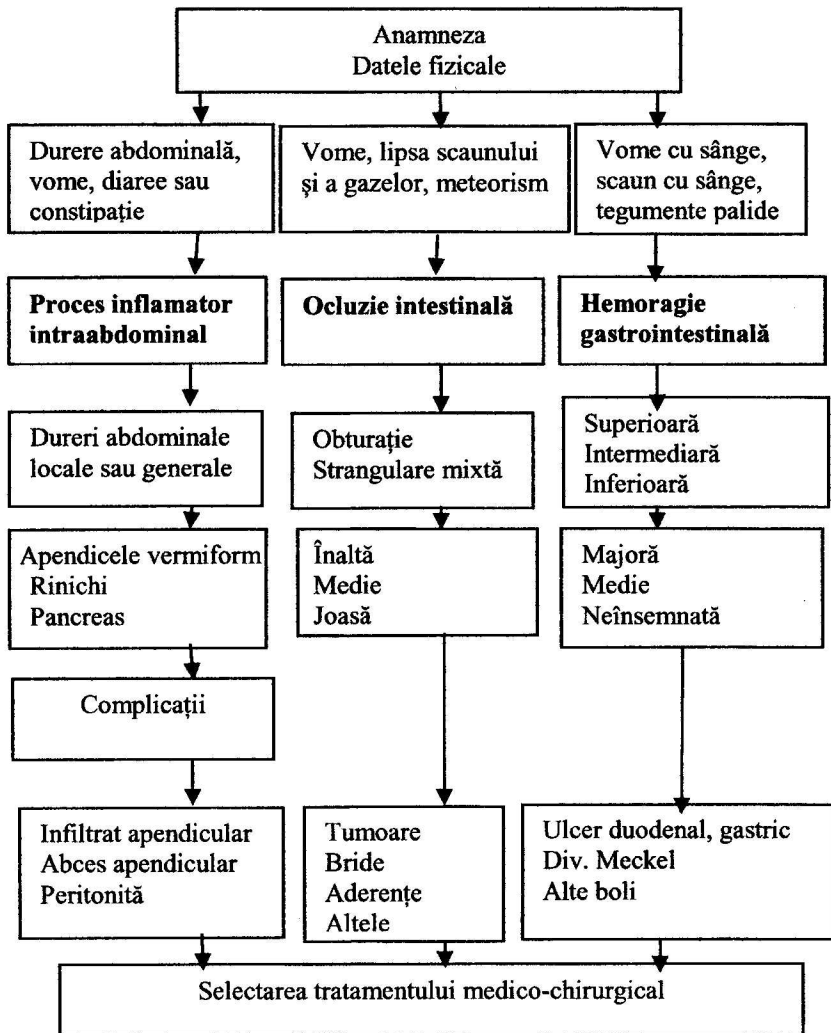 Anamneza
Datele fizicale
Durere abdominală,
vome, diaree sau
constipație
Vome, lipsa scaunului
și a gazelor, meteorism
Vome cu sânge,
scaun cu sânge,
tegumente palide
Proces inflamator
intraabdominal
Ocluzie intestinală
Hemoragie
gastrointestinală
Dureri abdominale
locale sau generale
Obturație
Strangulare mixtă
Superioară
Intermediară
Inferioară
Apendicele vermiform
Rinichi
Pancreas
Înaltă
Medie
Joasă
Majoră
Medie
Neînsemnată
Complicații
Infiltrat apendicular
Abces apendicular
Peritonită
Tumoare
Bride
Aderențe
Altele
Ulcer duodenal, gastric
Div. Meckel
Alte boli
Selectarea tratamentului medico-chirurgical